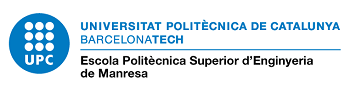 UPC
UNIVERSITAT POLITÈCNICA DE CATALUNYA
BARCELONATECH
Escola Politècnica Superior d'Enginyeria
de Manresa